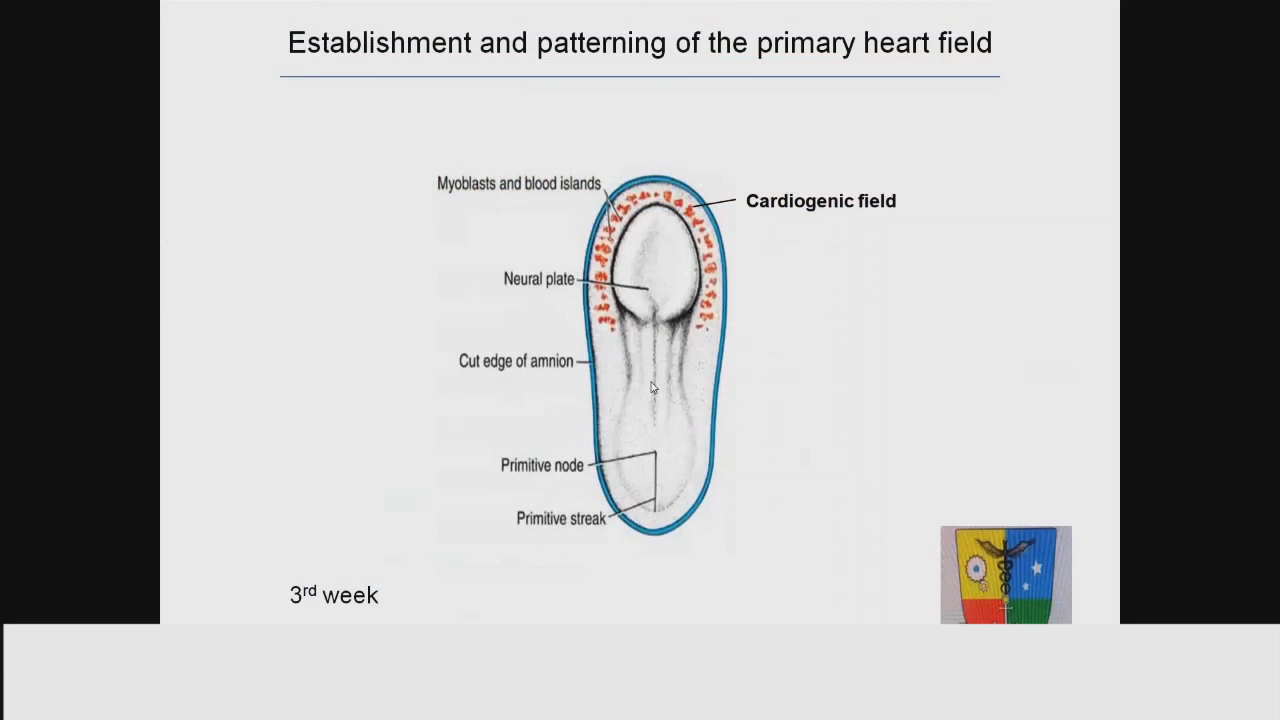 Establishment and patterning of the primary heart field
Myoblasts and blood islands
Cardiogenic field
Neural plate
Cut edge of amnion
Primitive node
Primitive streak
3rd week